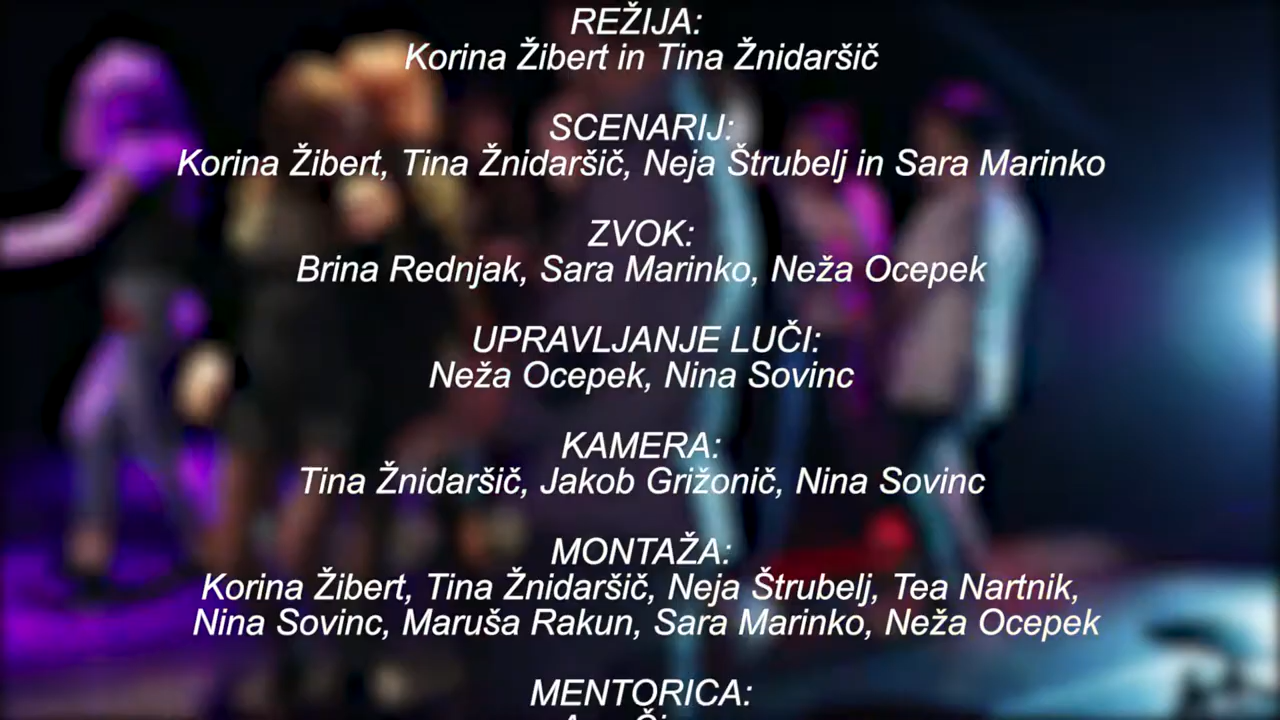 REŽIJA:
Korina Žibert in Tina Žnidaršič
SCENARIJ:
Korina Žibert, Tina Žnidaršič, Neja Štrubelj in Sara Marinko
ZVOK:
Brina Rednjak, Sara Marinko, Neža Ocepek
UPRAVLJANJE LUČI:
Neža Ocepek, Nina Sovinc
KAMERA:
Tina Žnidaršič, Jakob Grižonič, Nina Sovinc
MONTAŽA:
Korina Žibert, Tina Žnidaršič, Neja Štrubelj, Tea Nartnik,
Nina Sovinc, Maruša Rakun, Sara Marinko, Neža Ocepek
MENTORICA: